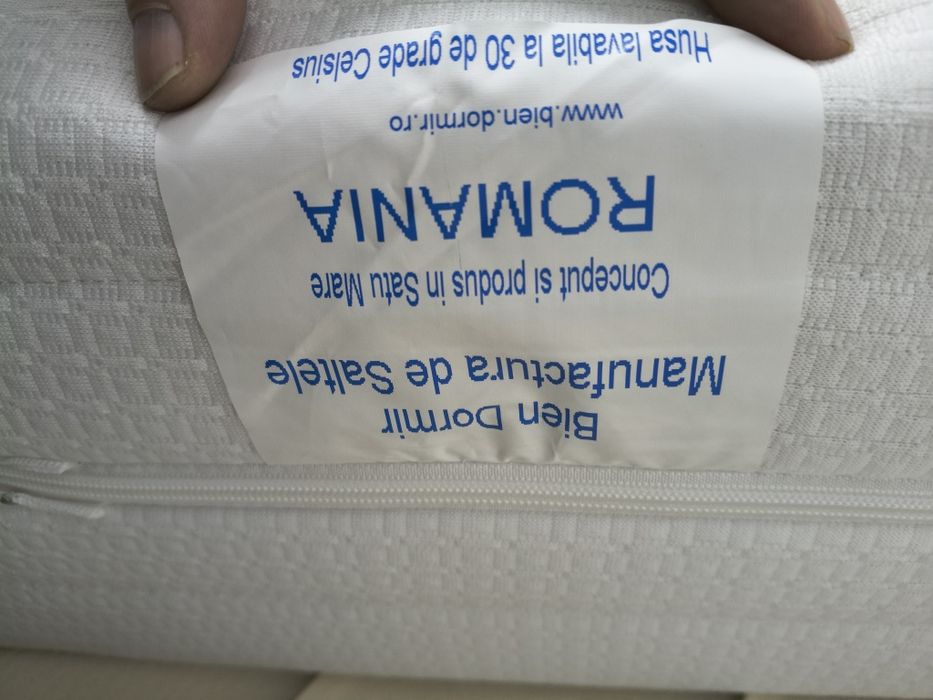 Bien Dormir
Manufactura de Saltele
Conceput si produs in Satu Mare
ROMANIA
www.bien.dormir.ro
Husa lavabila la 30 de grade Celsius